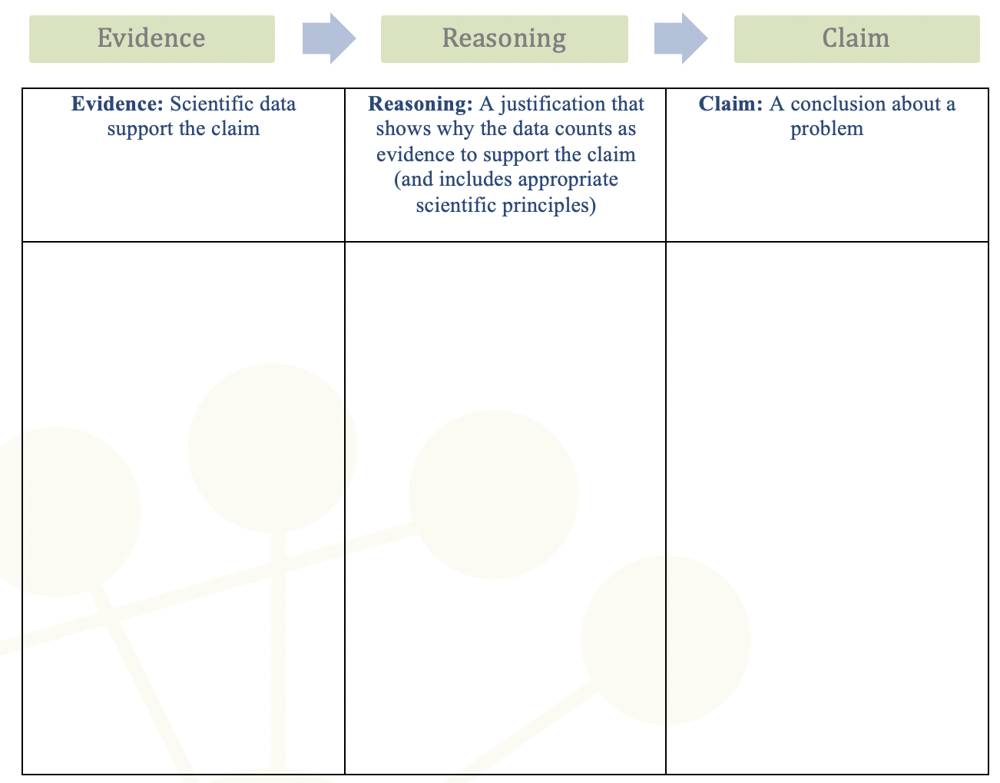 Evidence
Reasoning
Claim
Evidence: Scientific data
support the claim
Reasoning: A justification that
shows why the data counts as
evidence to support the claim
(and includes appropriate
scientific principles)
Claim: A conclusion about a
problem